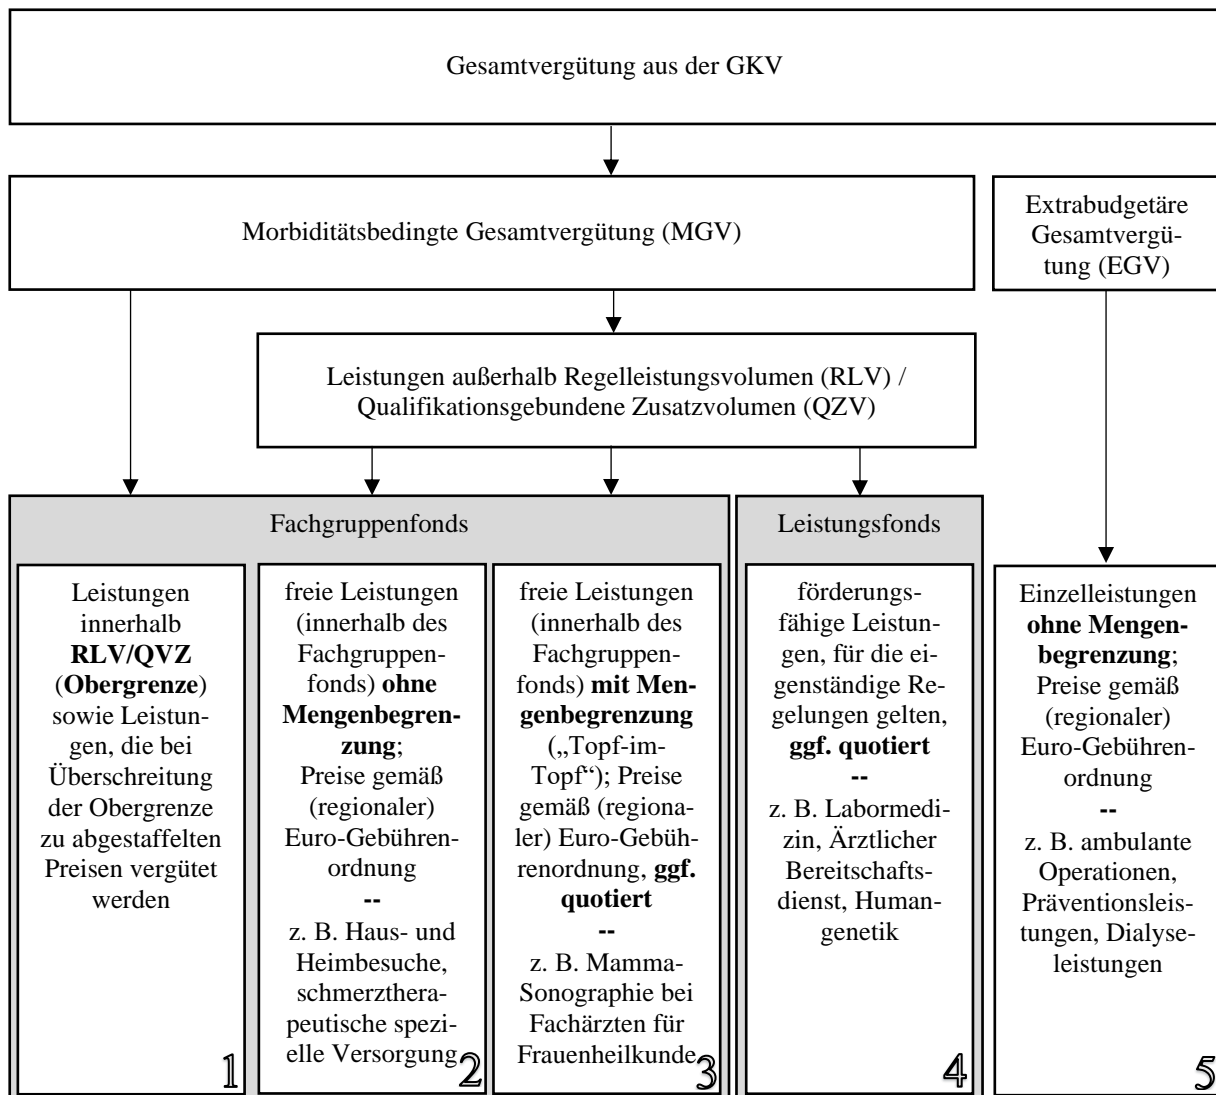 Gesamtvergütung aus der GKV
Morbiditätsbedingte Gesamtvergütung (MGV)
Extrabudgetäre
Gesamtvergü-
tung (EGV)
Leistungen außerhalb Regelleistungsvolumen (RLV) /
Qualifikationsgebundene Zusatzvolumen (QZV)
Fachgruppenfonds
Leistungsfonds
Leistungen
innerhalb
RLV/QVZ
(Obergrenze)
sowie Leistun-
gen, die bei
Überschreitung
der Obergrenze
zu abgestaffelten
Preisen vergütet
werden
1
freie Leistungen
(innerhalb des
Fachgruppen-
fonds) ohne
Mengenbegren-
zung;
Preise gemäß
(regionaler)
Euro-Gebühren-
ordnung
--
z. B. Haus- und
Heimbesuche,
schmerzthera-
peutische spezi-
elle Versorgung
2
freie Leistungen
(innerhalb des
Fachgruppen-
fonds) mit Men-
genbegrenzung
(„Topf-im-
Topf“); Preise
gemäß (regiona-
ler) Euro-Gebüh-
renordnung, ggf.
quotiert
--
z. B. Mamma-
Sonographie bei
Fachärzten für
Frauenheilkunde
3
förderungs-
fähige Leistun-
gen, für die ei-
genständige Re-
gelungen gelten,
ggf. quotiert
--
z. B. Labormedi-
zin, Ärztlicher
Bereitschafts-
dienst, Human-
genetik
4
Einzelleistungen
ohne Mengen-
begrenzung;
Preise gemäß
(regionaler)
Euro-Gebühren-
ordnung
--
z. B. ambulante
Operationen,
Präventionsleis-
tungen, Dialyse-
leistungen
5